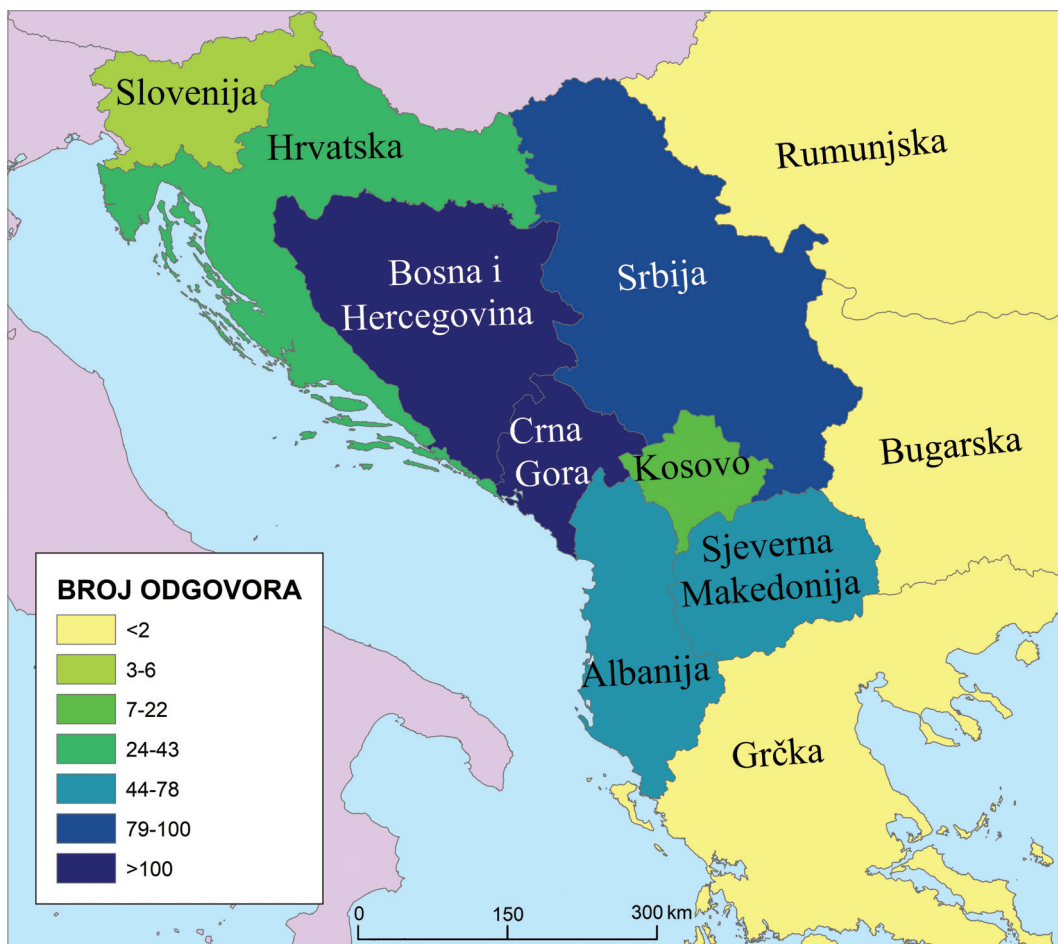 Slovenija
Hrvatska
Rumunjska
Bosna i
Hercegovina
Srbija
Crna
Gora
Kosovo
Bugarska
Sjeverna
Makedonija
Albanija
Grčka
BROJ ODGOVORA
<2
3-6
7-22
24-43
44-78
79-100
>100
0 150 300 km